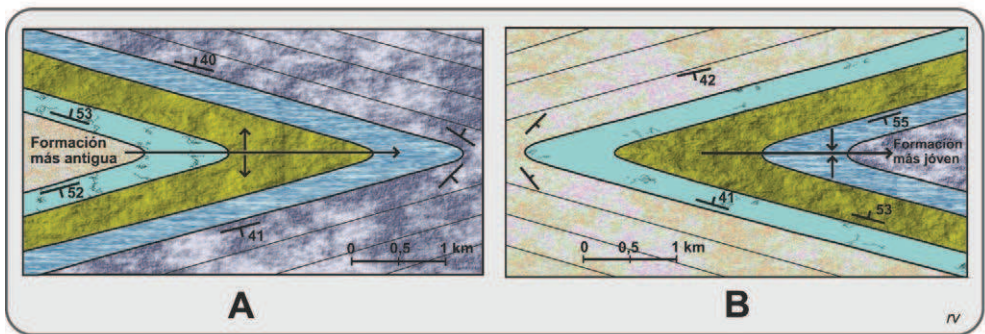 40
53
Formación
más antigua
52
41
0 0,5 1 km
A
42
55
Formación
más jóven
41
53
0 0,5 1 km
B
rv